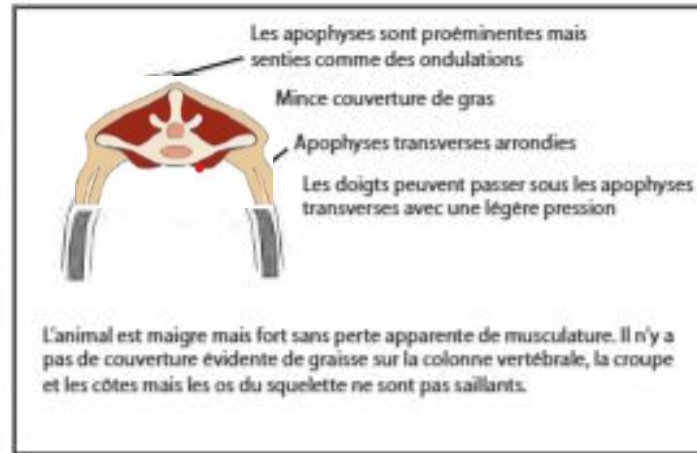 Les apophyses sont proéminentes mais
senties comme des ondulations
Mince couverture de gras
Apophyses transverses arrondies
Les doigts peuvent passer sous les apophyses
transverses avec une légère pression
L'animal est maigre mais fort sans perte apparente de musculature. Il n'y a
pas de couverture évidente de graisse sur la colonne vertébrale, la croupe
et les côtes mais les os du squelette ne sont pas saillants.